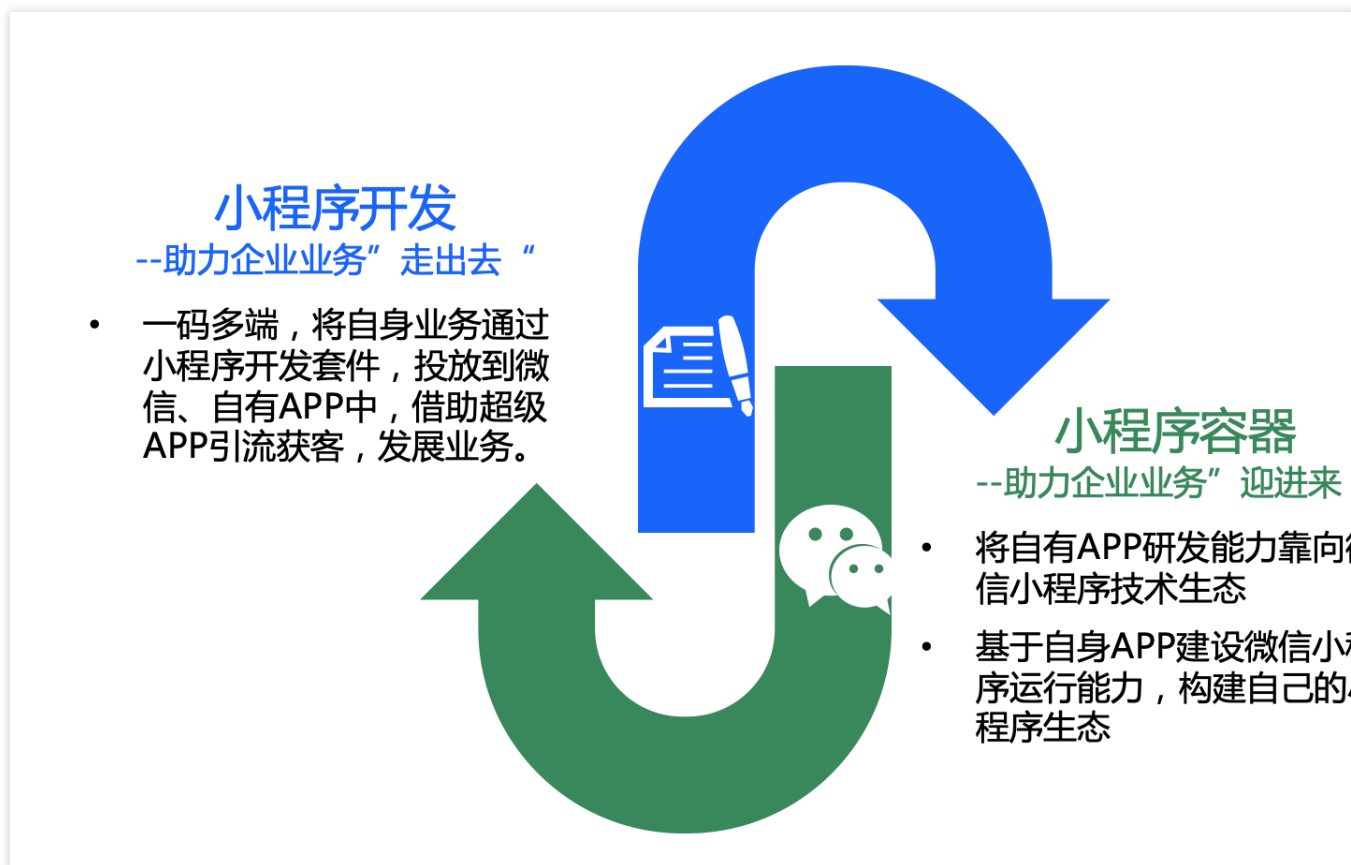 小程序开发
--助力企业业务”走出去“
• 一码多端，将自身业务通过
小程序开发套件，投放到微
信、自有APP中，借助超级
APP引流获客，发展业务。
小程序容器
--助力企业业务”迎进来
• 将自有APP研发能力靠向
信小程序技术生态
• 基于自身APP建设微信小
序运行能力，构建自己的
程序生态